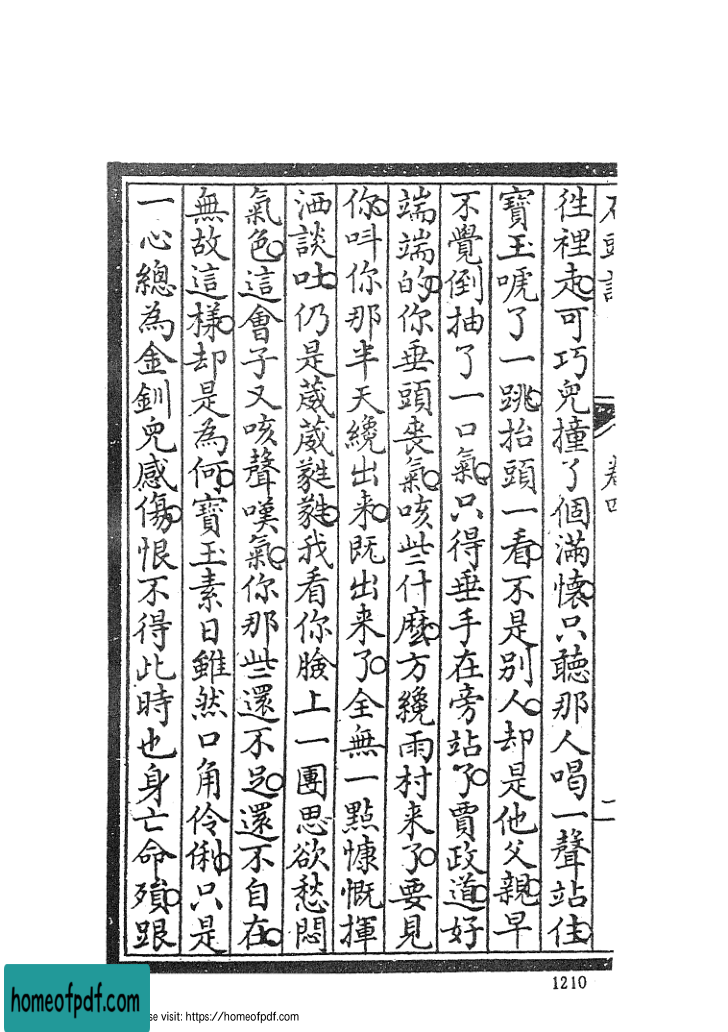 石頭記
卷四
二
徃裡走可巧兒撞了個滿懷只聽那人喝一聲站住
寶玉唬了一跳抬頭一看不是别人却是他父親早
不覺倒抽了一口氣只得垂手在旁站了賈政道好
端端的你垂頭喪氣咳些什麽方纔雨村来了要見
你呌你那半天纔出来既出来了全無一點慷慨揮
洒談吐仍是葳葳蕤蕤我看你臉上一團思欲愁悶
氣色這會子又咳聲嘆氣你那些還不足還不自在
無故這様却是為何寶玉素日雖然口角伶俐只是
一心總為金釧兒感傷恨不得此時也身亡命殞跟
1210
homeofpdf.com
se visit: https://homeofpdf.com